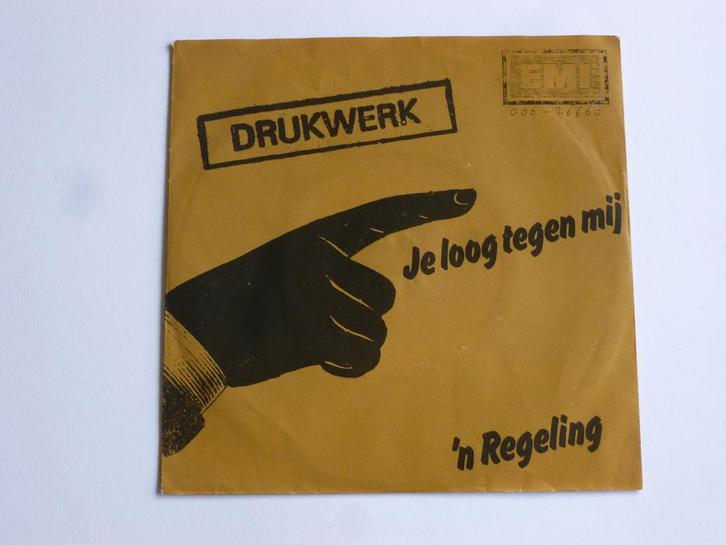 EMI
006-26660
DRUKWERK
Je loog tegen mij
'n Regeling